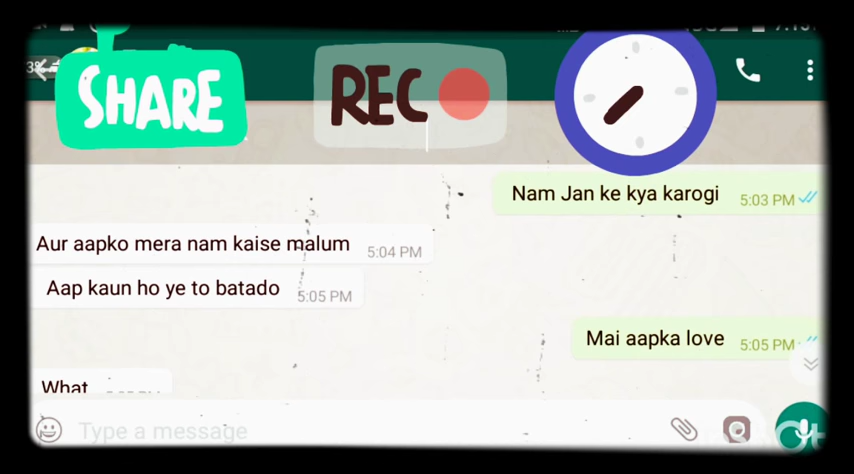 SHARE
REC
Nam Jan ke kya karogi 5:03 PM
Aur aapko mera nam kaise malum 5:04 PM
Aap kaun ho ye to batado 5:05 PM
Mai aapka love 5:05 PM
What
Type a message